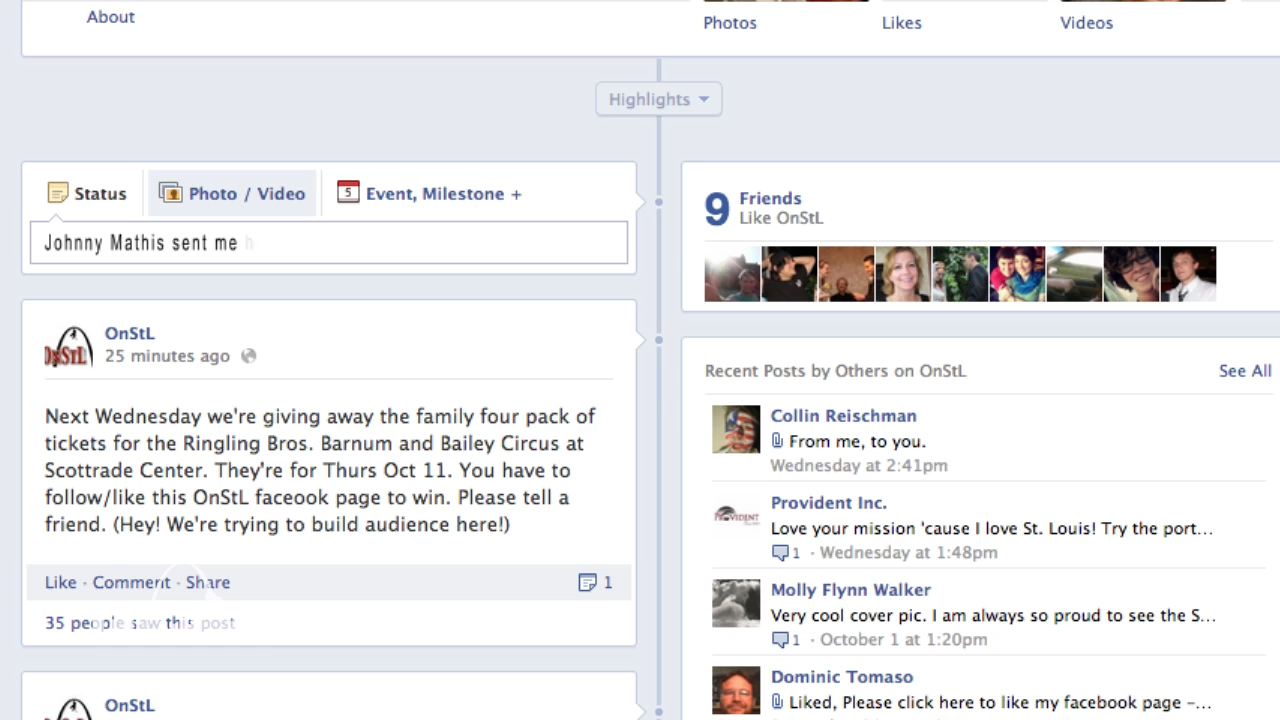 About
Photos
Likes
Videos
Highlights
Status
Photo / Video
5
Event, Milestone +
Johnny Mathis sent me h
OnStL
OnStL
25 minutes ago
Next Wednesday we're giving away the family four pack of
tickets for the Ringling Bros. Barnum and Bailey Circus at
Scottrade Center. They're for Thurs Oct 11. You have to
follow/like this OnStL faceook page to win. Please tell a
friend. (Hey! We're trying to build audience here!)
Like · Comment · Share
1
35 people saw this post
OnStL
9
Friends
Like OnStL
Recent Posts by Others on OnStL
See All
Collin Reischman
From me, to you.
Wednesday at 2:41pm
PROVIDENT
Provident Inc.
Love your mission 'cause I love St. Louis! Try the port...
1 · Wednesday at 1:48pm
Molly Flynn Walker
Very cool cover pic. I am always so proud to see the S...
1 · October 1 at 1:20pm
Dominic Tomaso
Liked, Please click here to like my facebook page -...